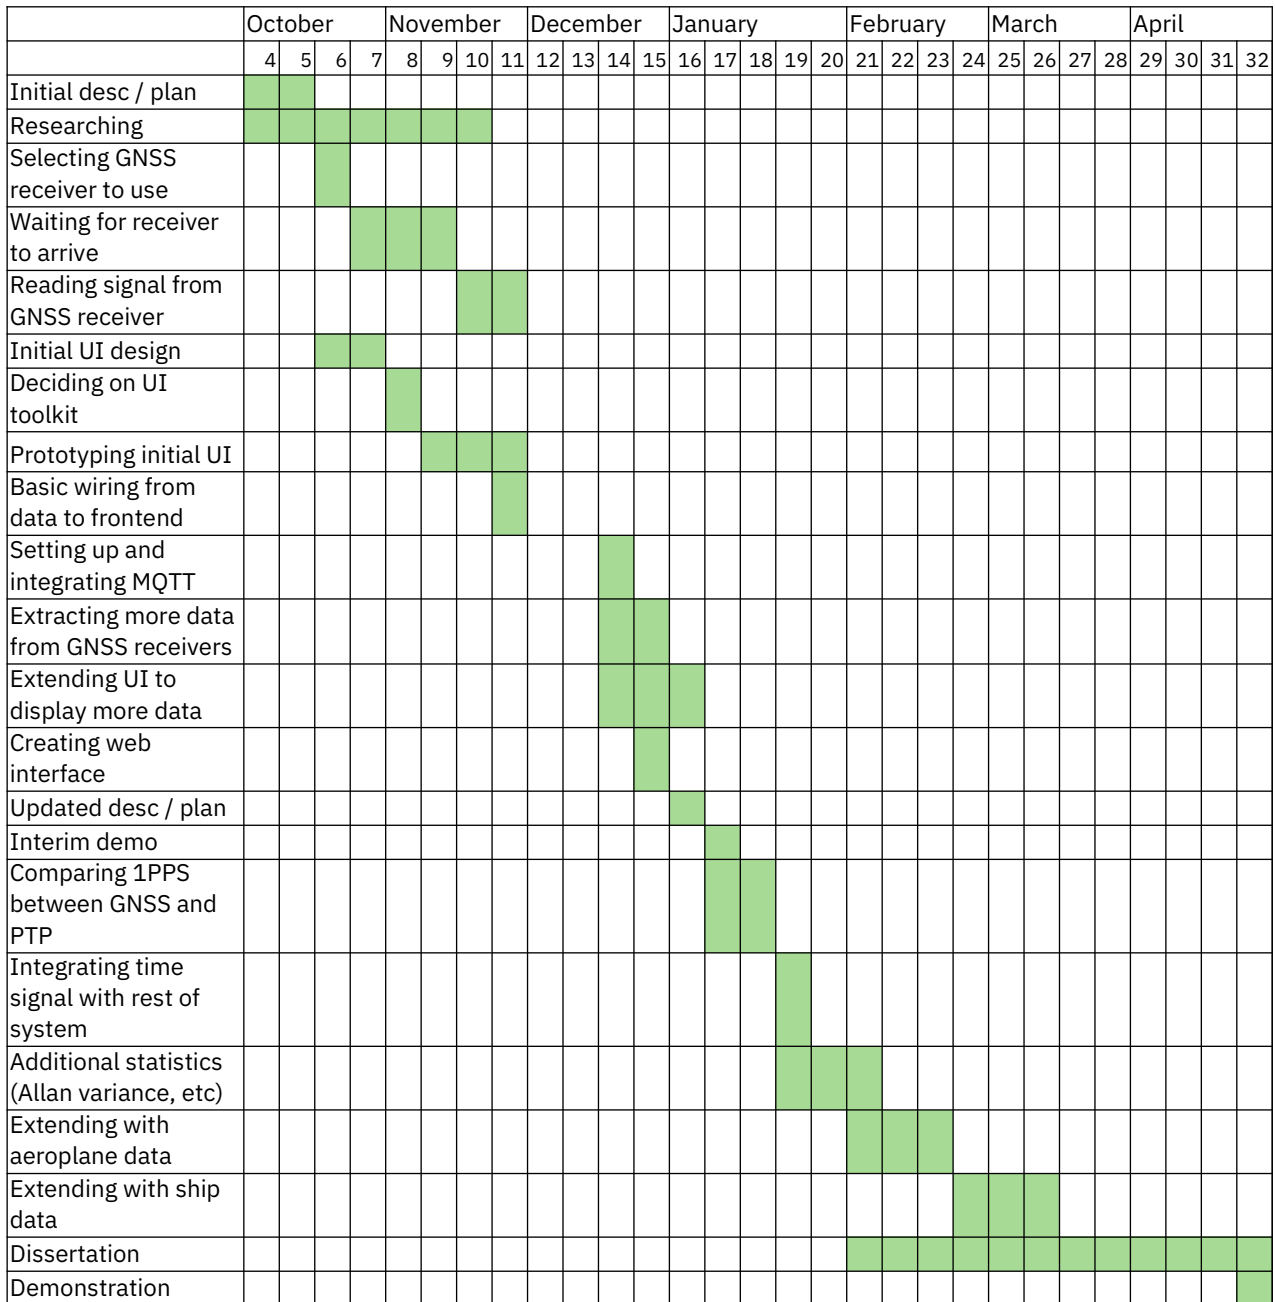 October November December January February March April
4 5 6 7 8 9 10 11 12 13 14 15 16 17 18 19 20 21 22 23 24 25 26 27 28 29 30 31 32
Initial desc / plan
Researching
Selecting GNSS
receiver to use
Waiting for receiver
to arrive
Reading signal from
GNSS receiver
Initial UI design
Deciding on UI
toolkit
Prototyping initial UI
Basic wiring from
data to frontend
Setting up and
integrating MQTT
Extracting more data
from GNSS receivers
Extending UI to
display more data
Creating web
interface
Updated desc / plan
Interim demo
Comparing 1PPS
between GNSS and
PTP
Integrating time
signal with rest of
system
Additional statistics
(Allan variance, etc)
Extending with
aeroplane data
Extending with ship
data
Dissertation
Demonstration